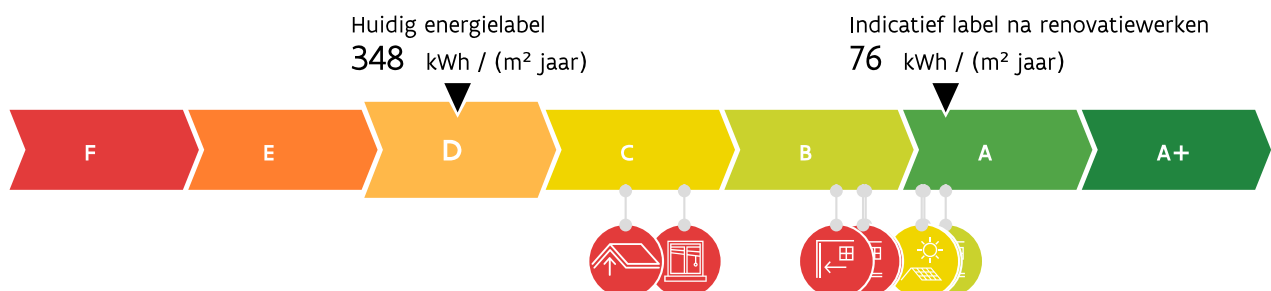 Huidig energielabel
348 kWh / (m² jaar)
Indicatief label na renovatiewerken
76 kWh / (m² jaar)
F E D C B A A+